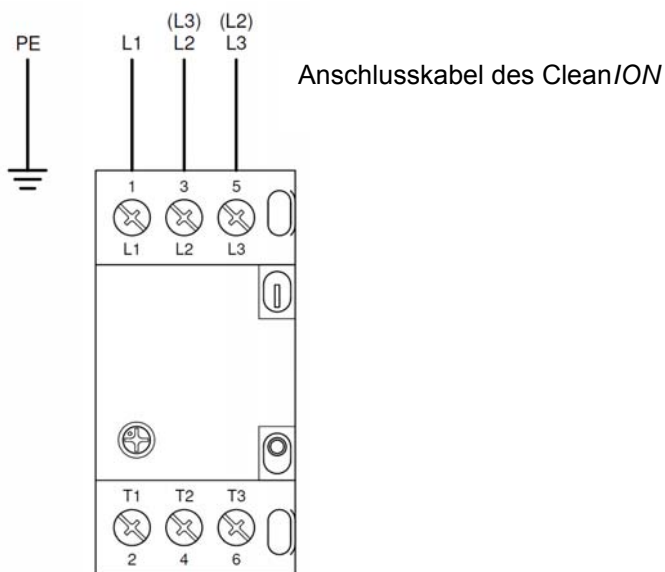 (L3) (L2)
PE L1 L2 L3
Anschlusskabel des CleanION
1 3 5
L1 L2 L3
T1 T2 T3
2 4 6